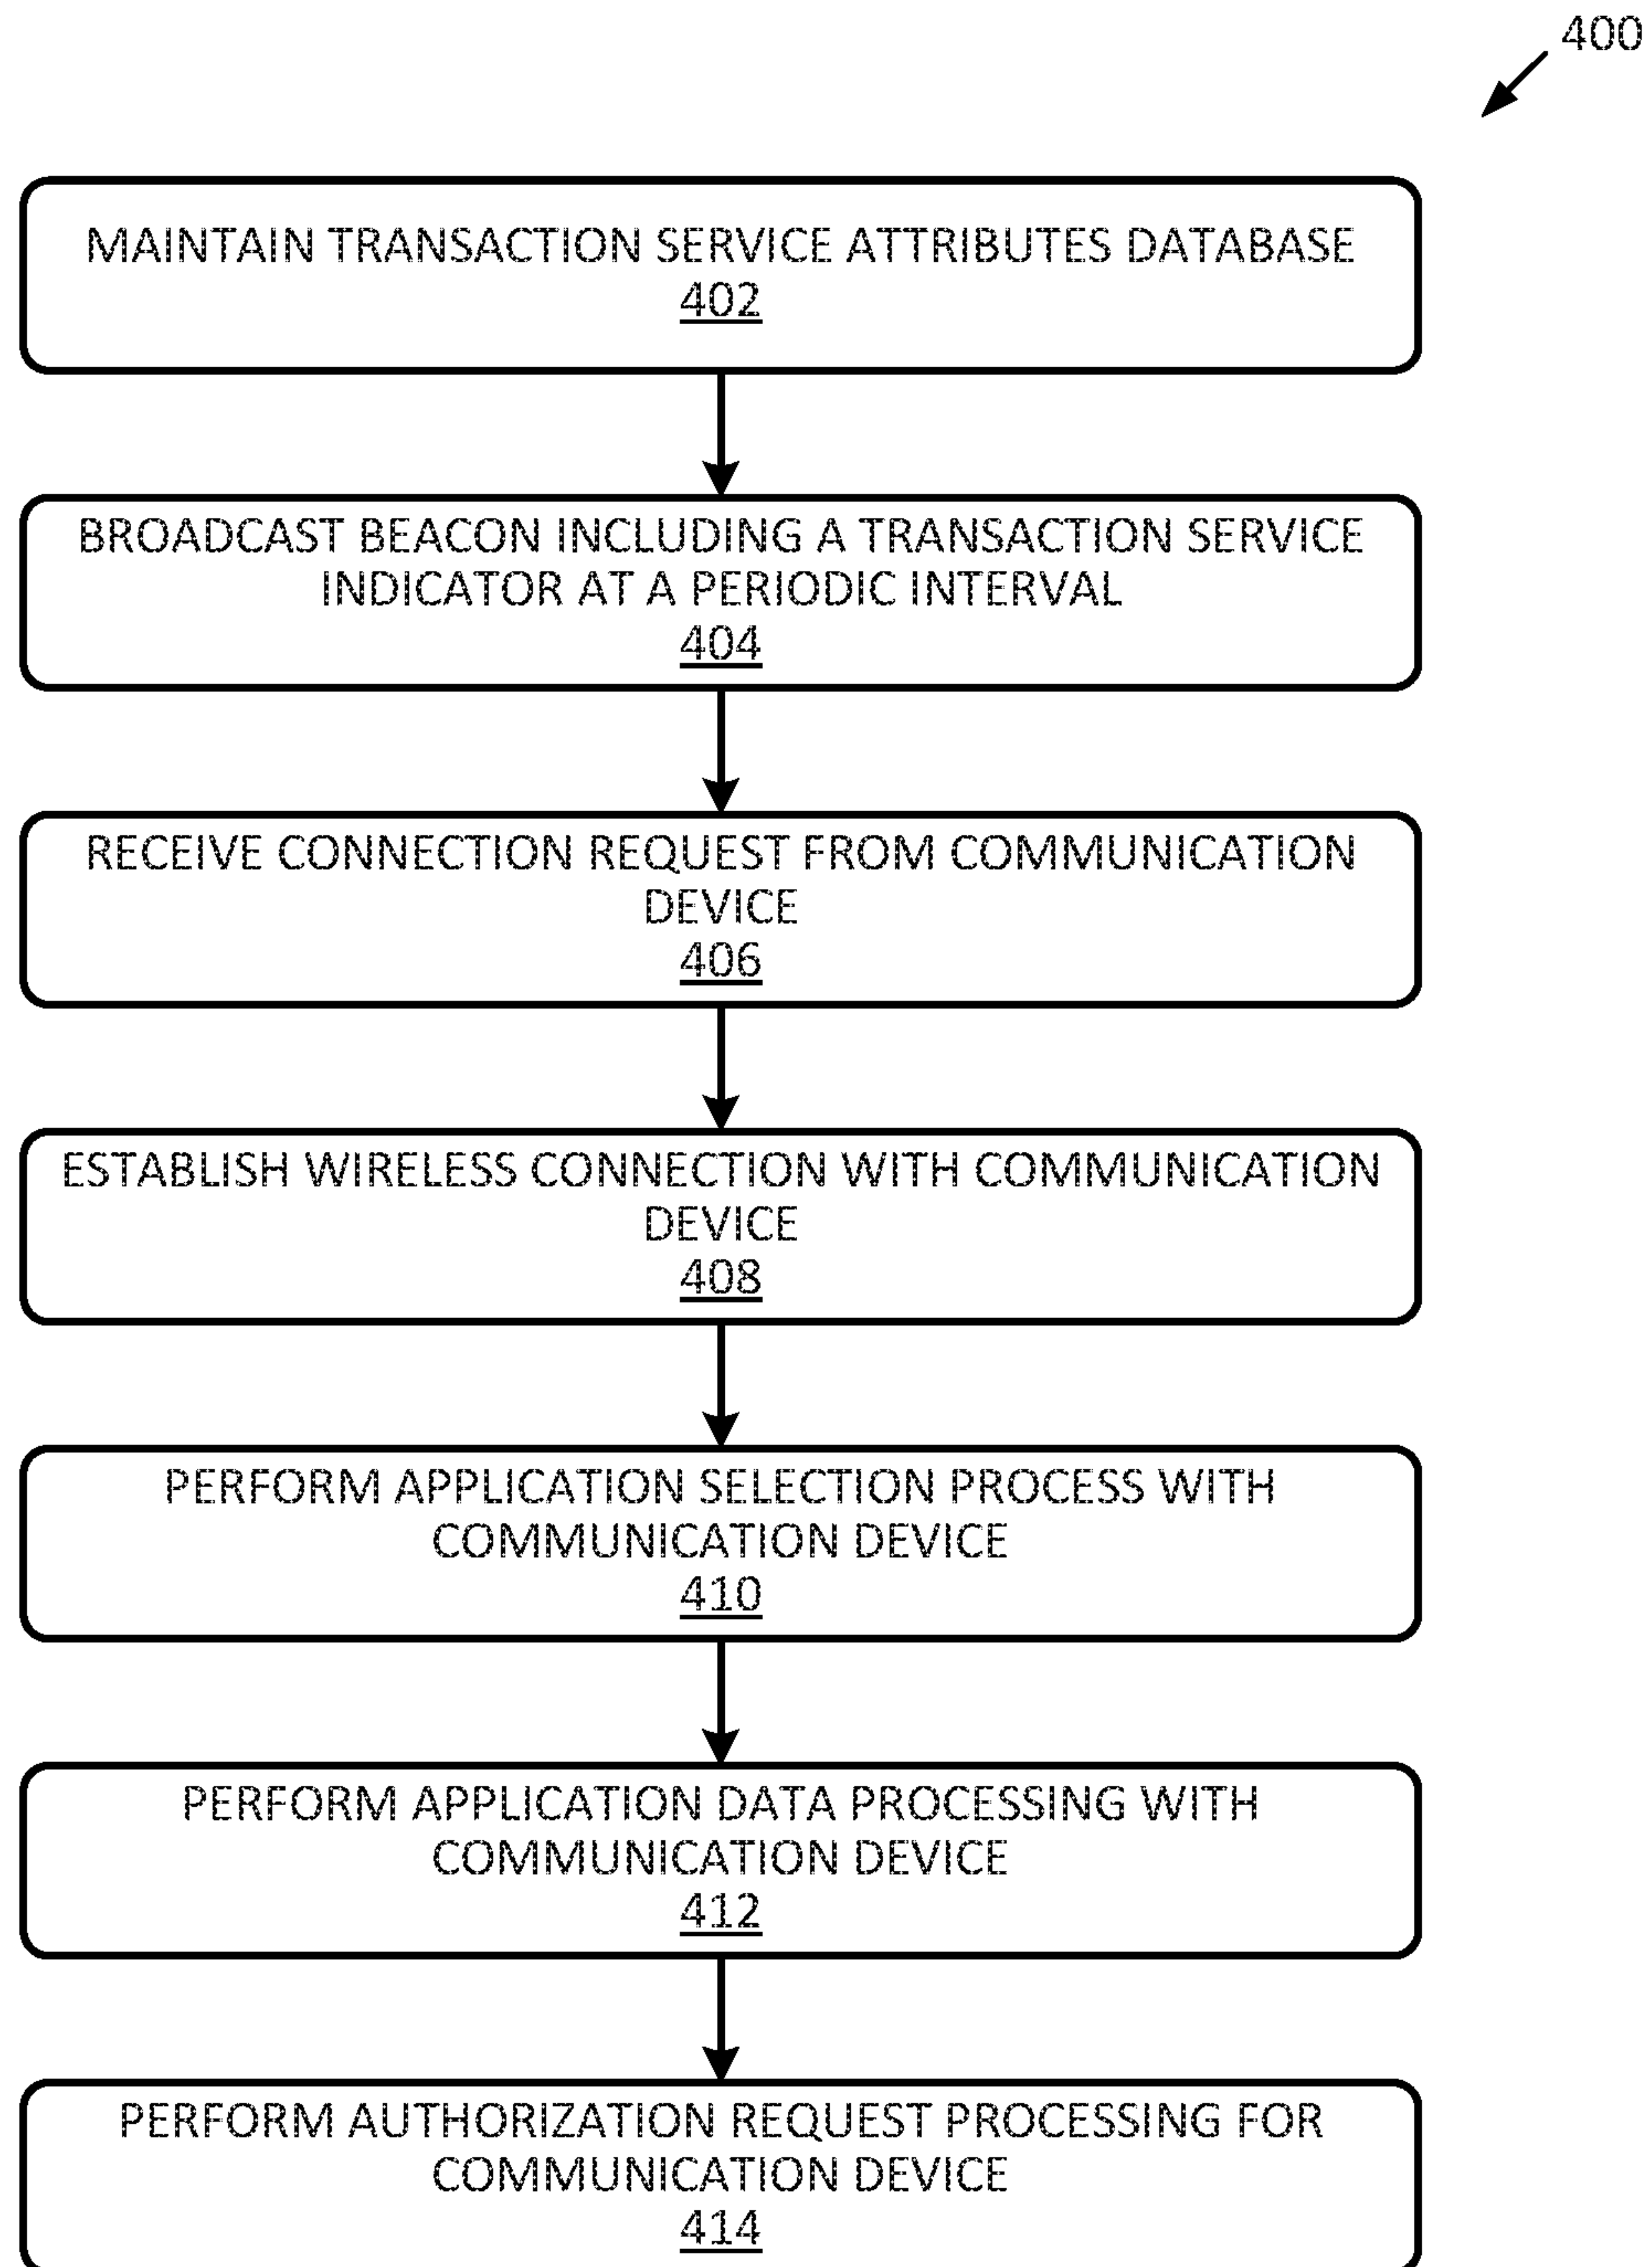 400
MAINTAIN TRANSACTION SERVICE ATTRIBUTES DATABASE
402
BROADCAST BEACON INCLUDING A TRANSACTION SERVICE
INDICATOR AT A PERIODIC INTERVAL
404
RECEIVE CONNECTION REQUEST FROM COMMUNICATION
DEVICE
406
ESTABLISH WIRELESS CONNECTION WITH COMMUNICATION
DEVICE
408
PERFORM APPLICATION SELECTION PROCESS WITH
COMMUNICATION DEVICE
410
PERFORM APPLICATION DATA PROCESSING WITH
COMMUNICATION DEVICE
412
PERFORM AUTHORIZATION REQUEST PROCESSING FOR
COMMUNICATION DEVICE
414